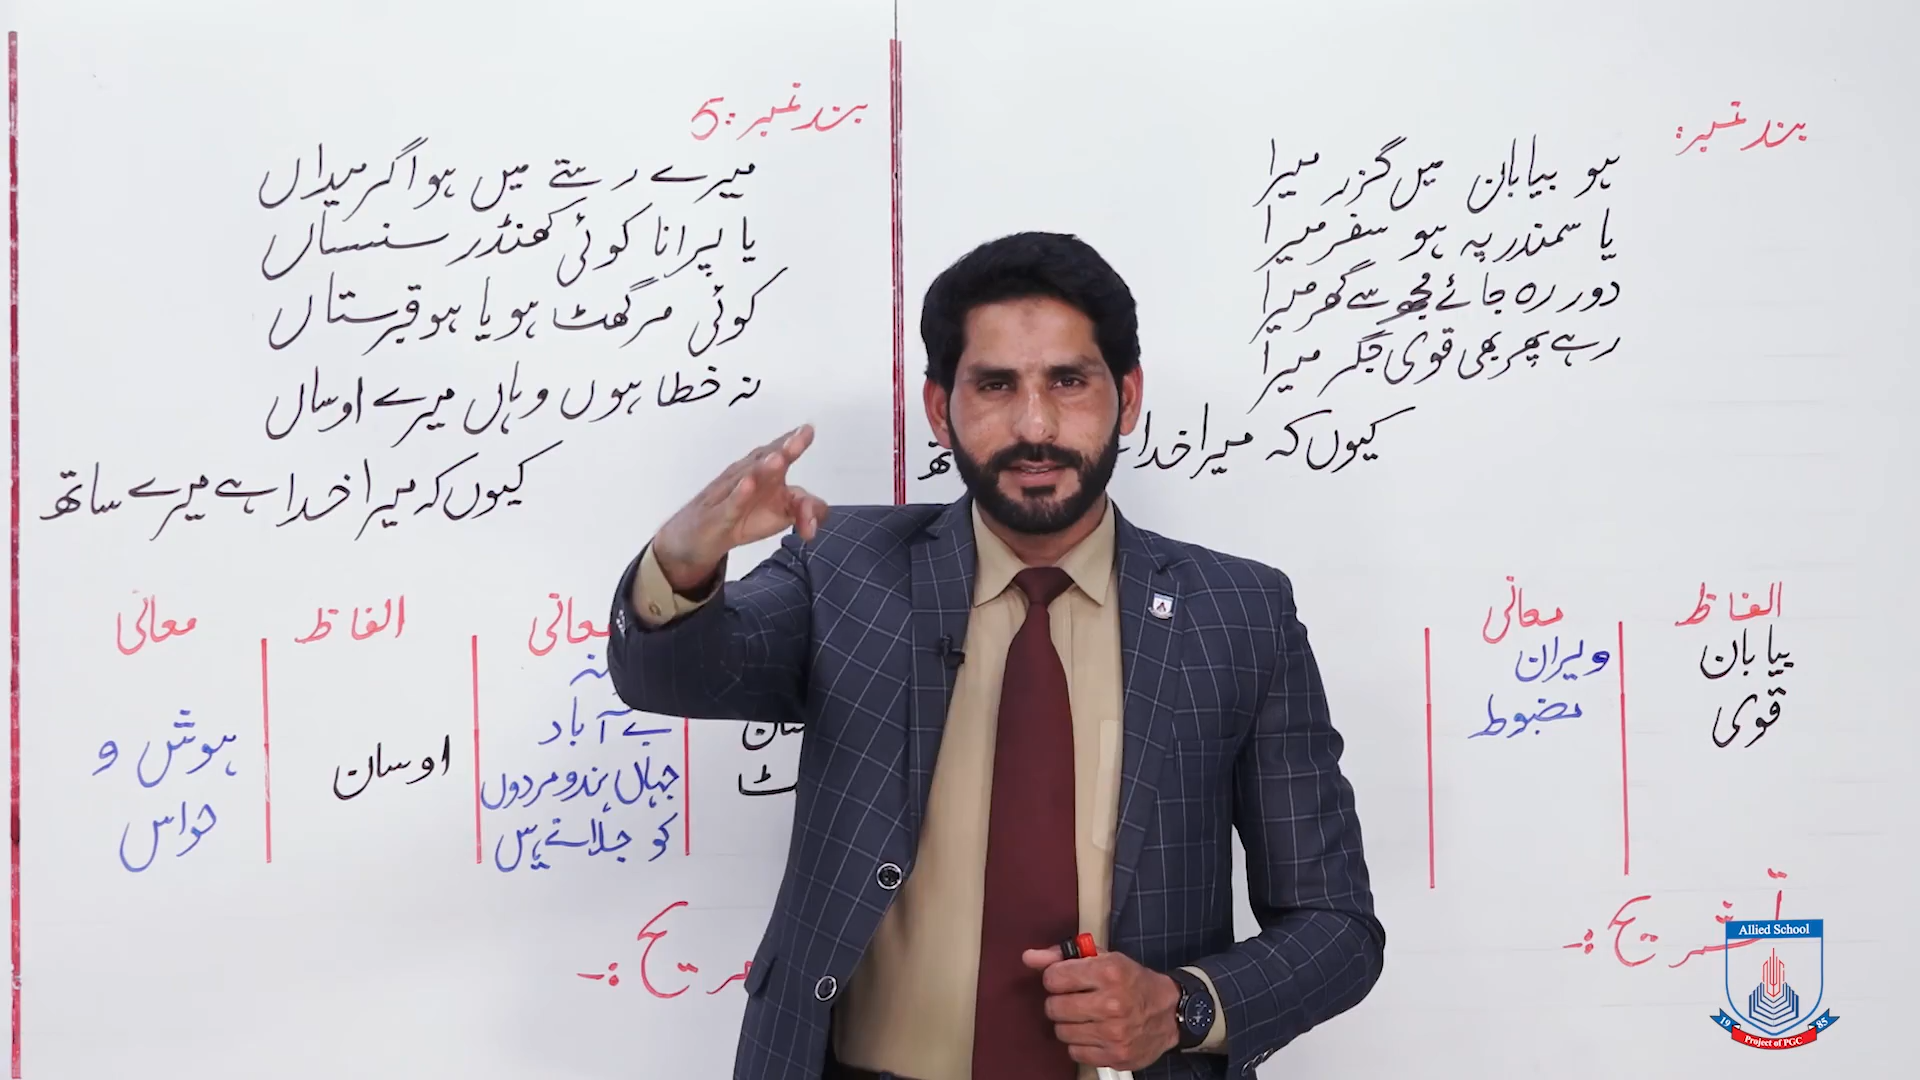 بند نمبر:
ہو بیاباں میں گزر میرا
یا سمندر پہ ہو سفر میرا
دور رہ جائے مجھ سے گھر میرا
رہے پھر بھی قوی جگر میرا
کیوں کہ میرا خدا
الفاظ معانی
بیابان ویران
قوی مضبوط
تشریح :-
بند نمبر: 5
میرے رستے میں ہو اگر میداں
یا پرانا کوئی کھنڈر سنساں
کوئی مرگھٹ ہو یا ہو قبرستاں
نہ خطا ہوں وہاں میرے اوساں
کیوں کہ میرا خدا ہے میرے ساتھ
معانی الفاظ معانی
بے آباد
جہاں ہندو مردوں
کو جلاتے ہیں
اوسان ہوش و
حواس
Allied School
1985
Project of PGC